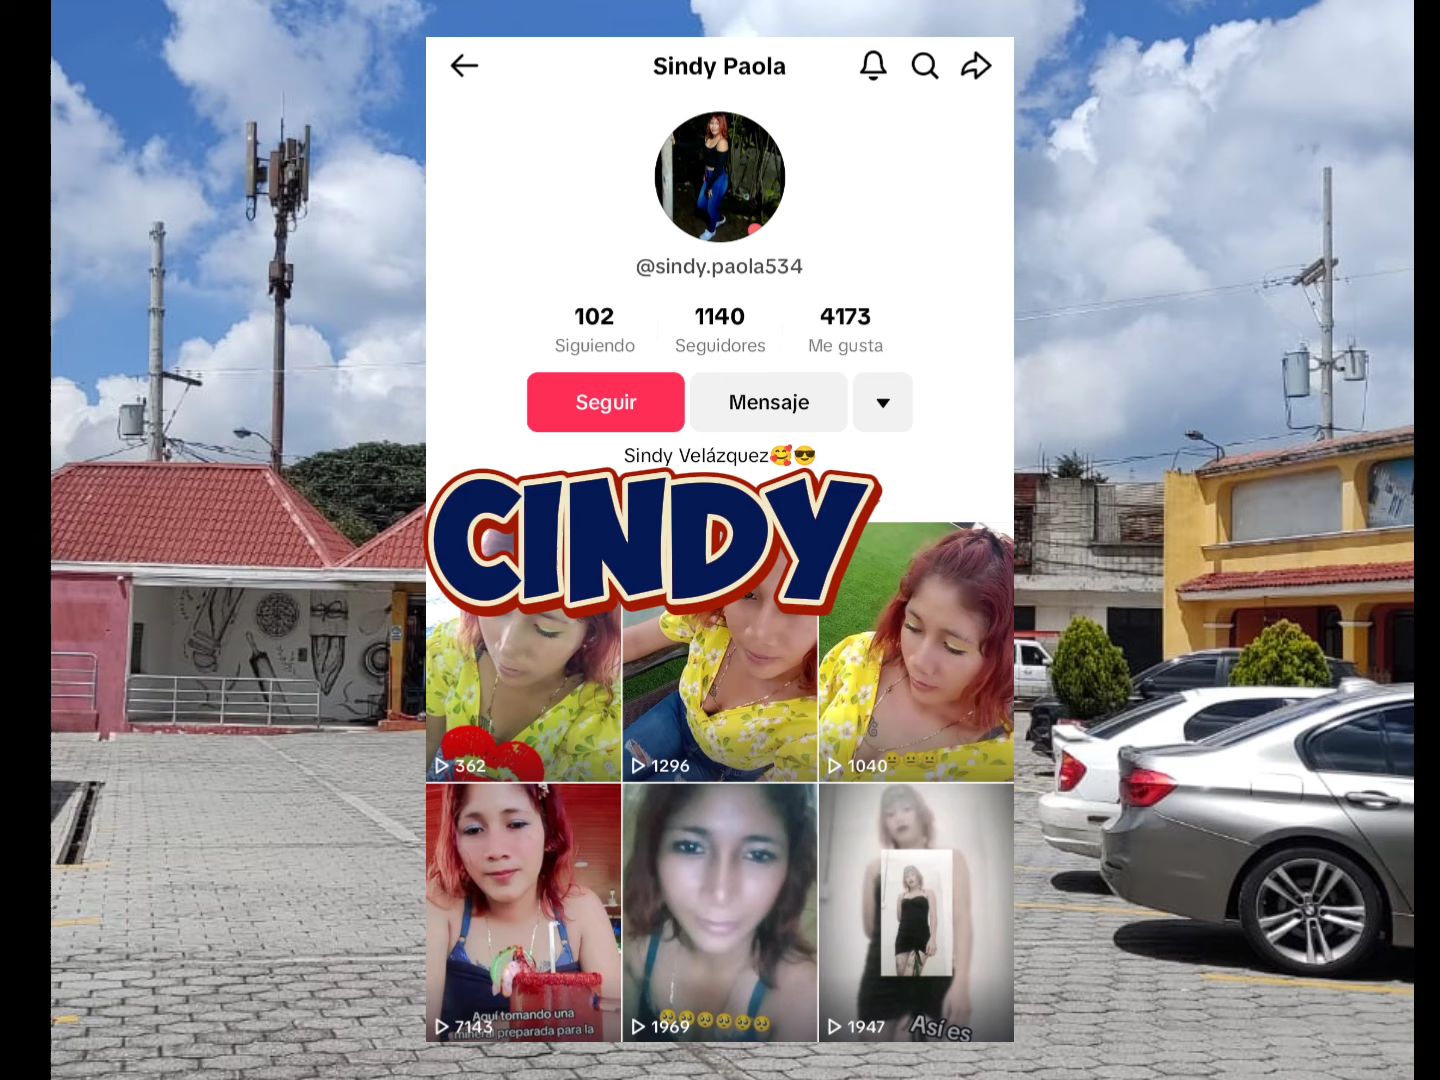 Sindy Paola
@sindy.paola534
102 1140 4173
Siguiendo Seguidores Me gusta
Seguir Mensaje
Sindy Velázquez🥰😎
CINDY
362 1296 1040
Aquí tomando una
mineral preparada para la
Así es
7143 1969 1947